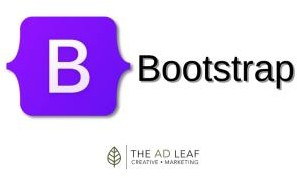 B Bootstrap
THE AD LEAF
CREATIVE • MARKETING